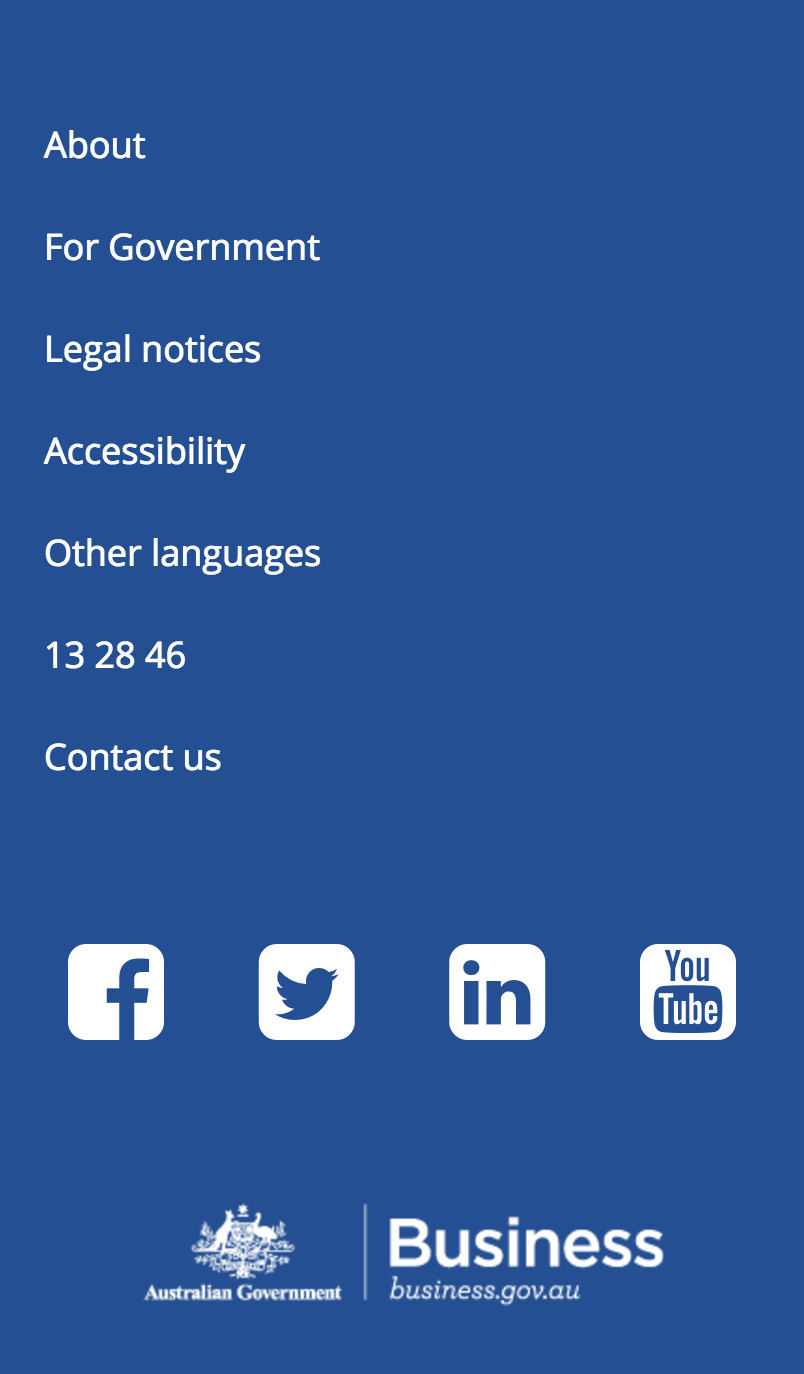 About
For Government
Legal notices
Accessibility
Other languages
13 28 46
Contact us
f
in
You
Tube
Australian Government
Business
business.gov.au